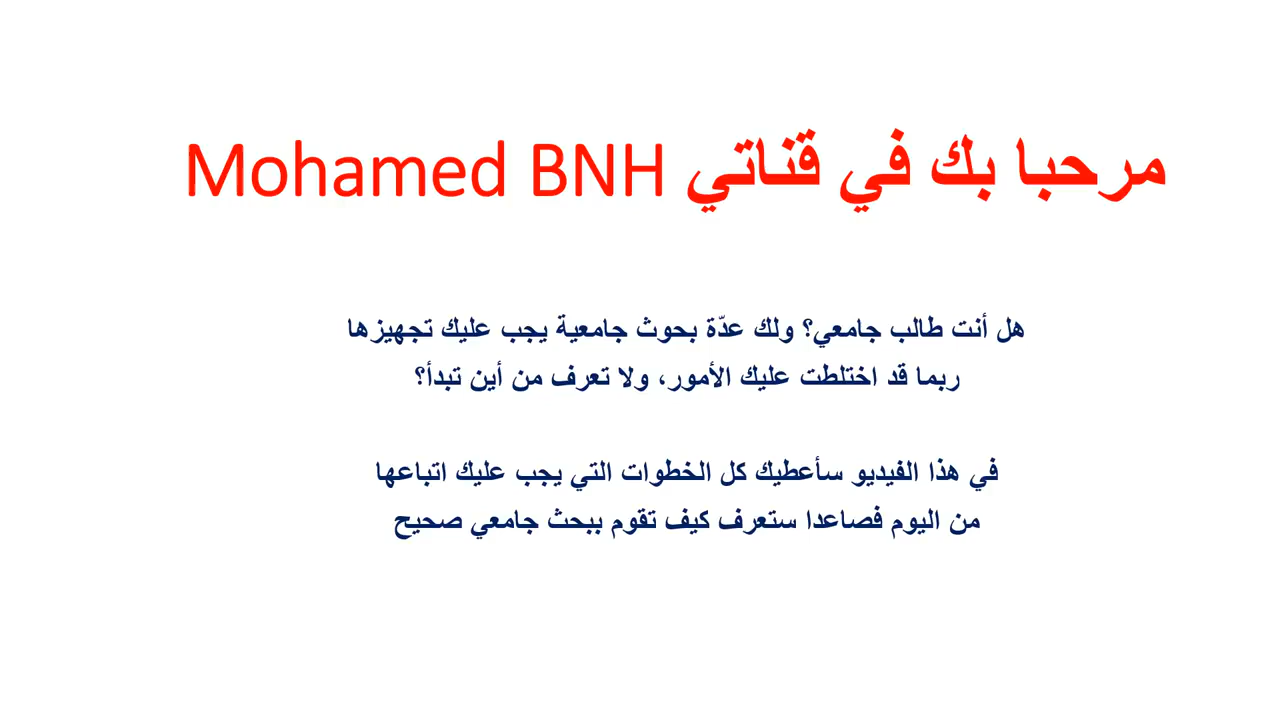 مرحبا بك في قناتي Mohamed BNH
هل أنت طالب جامعي؟ ولك عدّة بحوث جامعية يجب عليك تجهيزها
ربما قد اختلطت عليك الأمور، ولا تعرف من أين تبدأ؟
في هذا الفيديو سأعطيك كل الخطوات التي يجب عليك اتباعها
من اليوم فصاعدا ستعرف كيف تقوم ببحث جامعي صحيح